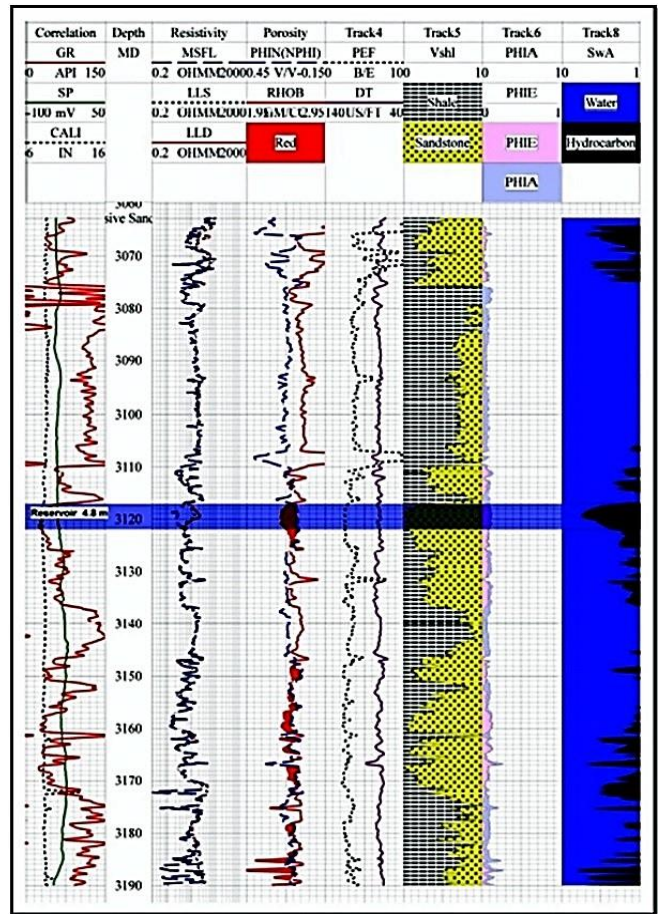 Correlation Depth Resistivity Porosity Track4 Track5 Track6 Track8
GR MD MSFL PHIN(NPHI) PEF Vshl PHIA SwA
0 API 150 0.2 OHMM20000.45 V/V-0.150 B/E 100 10 10 1
SP LLS RHOB DT PHIE
-100 mV 50 0.2 OHMM2000 140US/FT 40 Shale 0 1 Water
CALI LLD Red Sandstone PHIE Hydrocarbon
6 IN 16 0.2 OHMM2000
PHIA
3060
sive Sand
3070
3080
3090
3100
3110
Reservoir 4.8 m 3120
3130
3140
3150
3160
3170
3180
3190